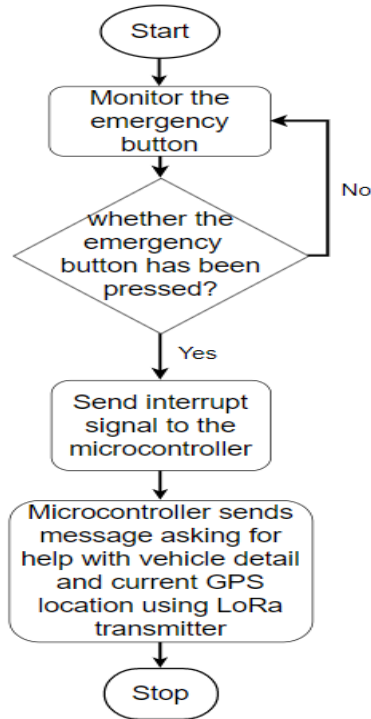 Start
Monitor the
emergency
button
No
whether the
emergency
button has been
pressed?
Yes
Send interrupt
signal to the
microcontroller
Microcontroller sends
message asking for
help with vehicle detail
and current GPS
location using LoRa
transmitter
Stop